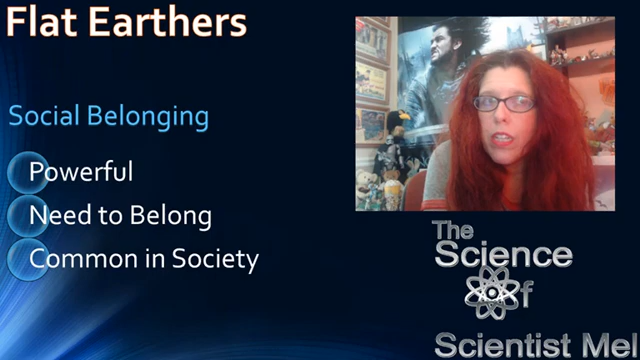 Flat Earthers
Social Belonging
Powerful
Need to Belong
Common in Society
The
Science
Of
Scientist Mel